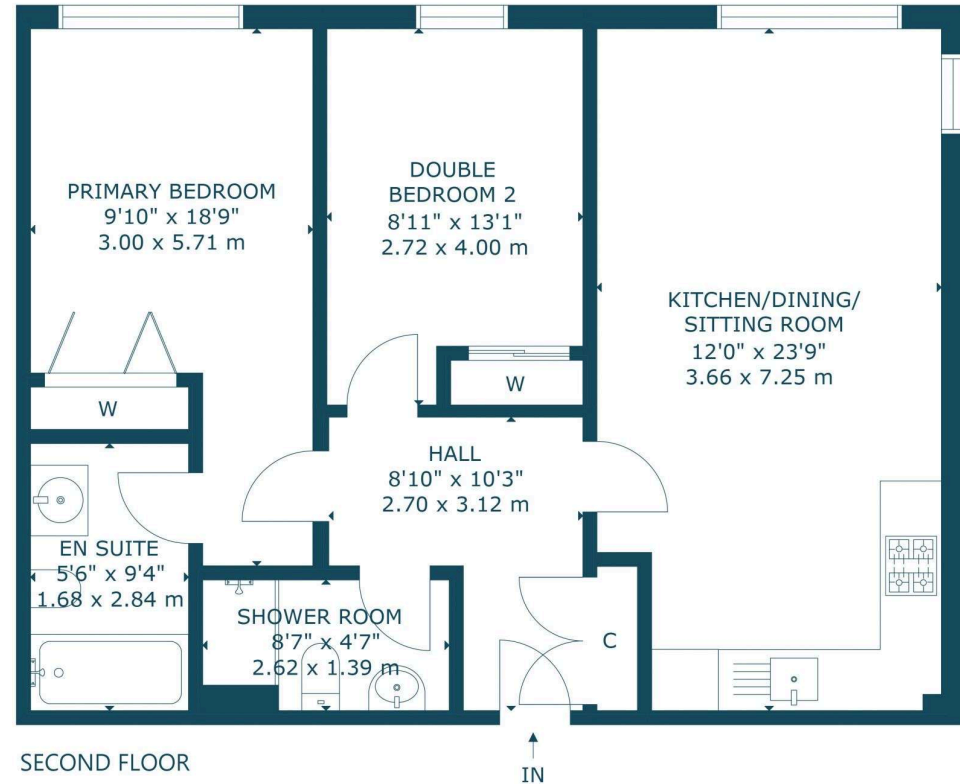 PRIMARY BEDROOM
9'10" x 18'9"
3.00 x 5.71 m
DOUBLE
BEDROOM 2
8'11" x 13'1"
2.72 x 4.00 m
KITCHEN/DINING/
SITTING ROOM
12'0" x 23'9"
3.66 x 7.25 m
W
W
HALL
8'10" x 10'3"
2.70 x 3.12 m
EN SUITE
5'6" x 9'4"
1.68 x 2.84 m
SHOWER ROOM
8'7" x 4'7"
2.62 x 1.39 m
C
SECOND FLOOR
IN